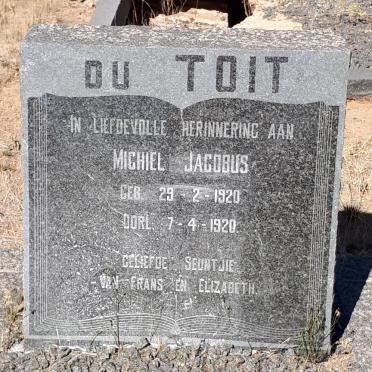 DU TOIT
IN LIEFDEVOLLE HERINNERING AAN
MICHIEL JACOBUS
GEB. 29-2-1920
OORL. 7-4-1920.
GELIEFDE SEUNTJIE
VAN FRANS EN ELIZABETH.